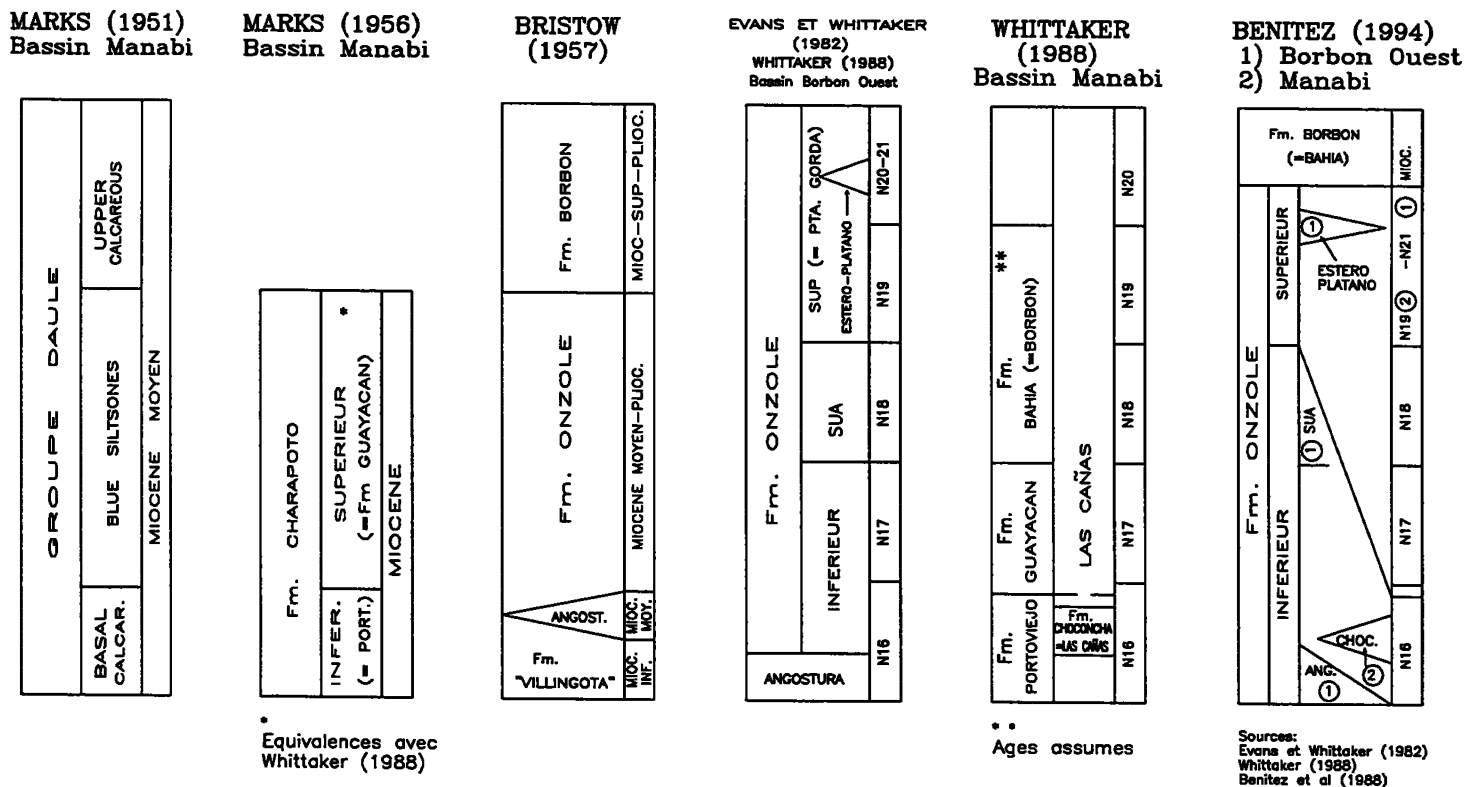 MARKS (1951)
Bassin Manabi
GROUPE DAULE
UPPER
CALCAREOUS
BLUE SILTSONES
BASAL
CALCAR.
MIOCENE MOYEN
MARKS (1956)
Bassin Manabi
Fm. CHARAPOTO
SUPERIEUR *
(=Fm GUAYACAN)
INFER.
(= PORT.)
MIOCENE
*
Equivalences avec
Whittaker (1988)
BRISTOW
(1957)
Fm. BORBON
MIOC-SUP-PLIOC.
Fm. ONZOLE
MIOCENE MOYEN-PLIOC.
ANGOST.
MIOC.
MOY.
Fm.
"VILLINGOTA"
MIOC.
INF.
EVANS ET WHITTAKER
(1982)
WHITTAKER (1988)
Bassin Borbon Ouest
Fm. ONZOLE
SUP (= PTA. GORDA)
ESTERO-PLATANO
SUA
INFERIEUR
ANGOSTURA
N20-21
N19
N18
N17
N16
WHITTAKER
(1988)
Bassin Manabi
**
Fm.
BAHIA (=BORBON)
Fm.
GUAYACAN
Fm.
PORTOVIEJO
LAS CAÑAS
Fm.
CHOCONCHA
=LAS CAÑAS
N20
N19
N18
N17
N16
**
Ages assumes
BENITEZ (1994)
1) Borbon Ouest
2) Manabi
Fm. BORBON
(=BAHIA)
MIOC.
Fm. ONZOLE
SUPERIEUR
INFERIEUR
1
ESTERO
PLATANO
SUA
1
CHOC.
2
ANG.
1
N19 2 -N21 1
N18
N17
N16
Sources:
Evans et Whittaker (1982)
Whittaker (1988)
Benitez et al (1988)